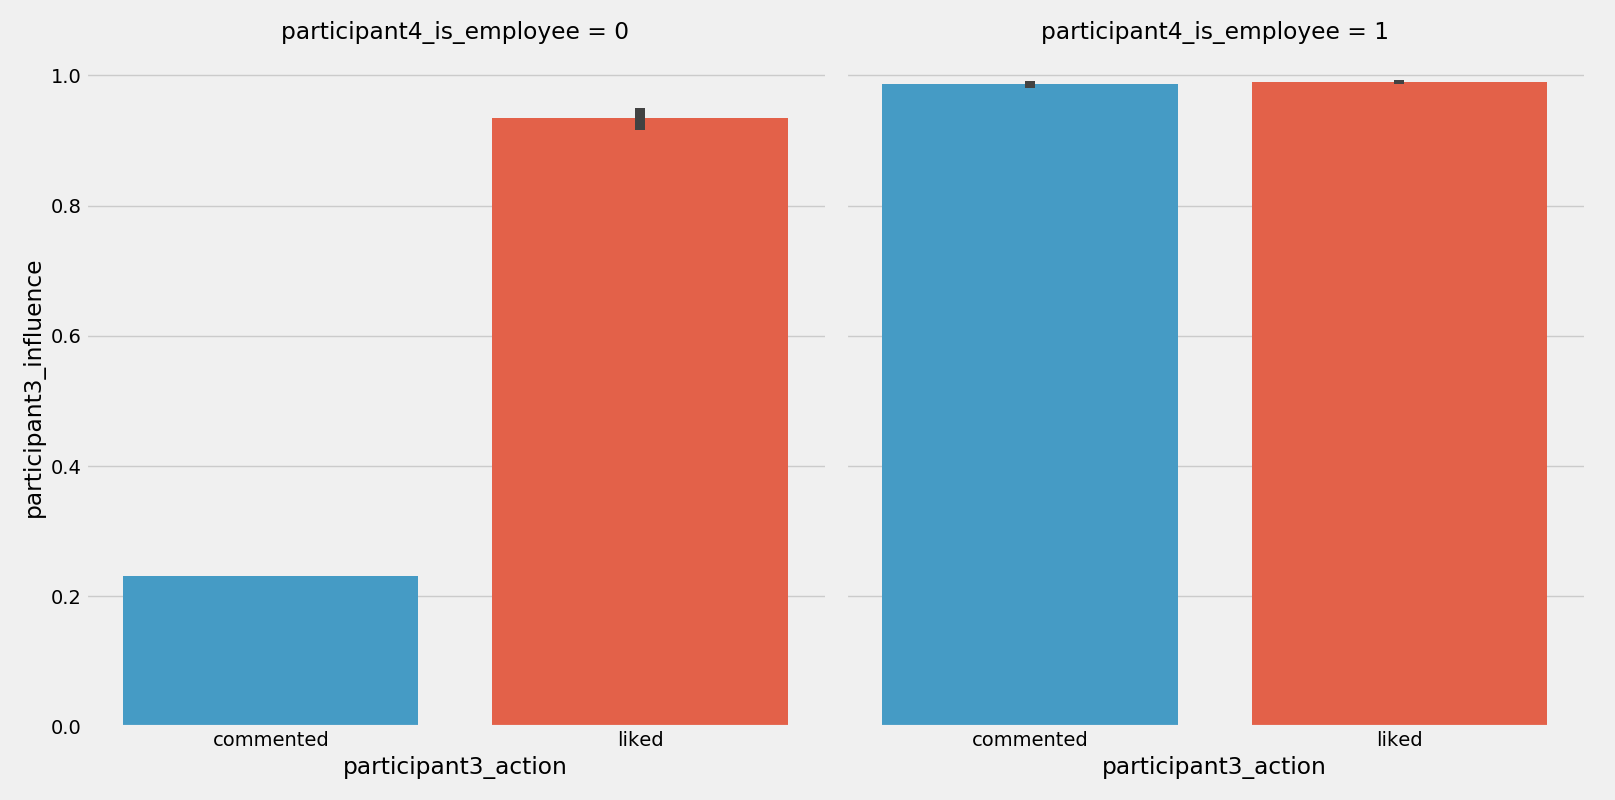 participant4_is_employee = 0
participant4_is_employee = 1
participant3_influence
1.0
0.8
0.6
0.4
0.2
0.0
commented
liked
commented
liked
participant3_action
participant3_action